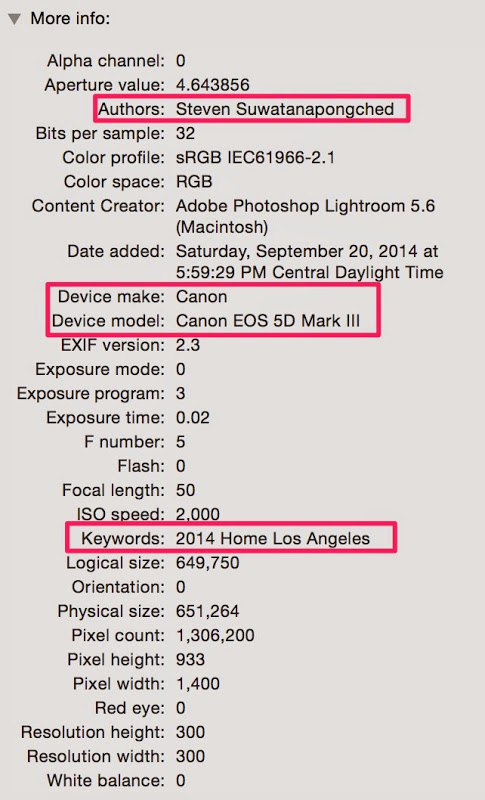 More info:
Alpha channel: 0
Aperture value: 4.643856
Authors: Steven Suwatanapongched
Bits per sample: 32
Color profile: sRGB IEC61966-2.1
Color space: RGB
Content Creator: Adobe Photoshop Lightroom 5.6
(Macintosh)
Date added: Saturday, September 20, 2014 at
5:59:29 PM Central Daylight Time
Device make: Canon
Device model: Canon EOS 5D Mark III
EXIF version: 2.3
Exposure mode: 0
Exposure program: 3
Exposure time: 0.02
F number: 5
Flash: 0
Focal length: 50
ISO speed: 2,000
Keywords: 2014 Home Los Angeles
Logical size: 649,750
Orientation: 0
Physical size: 651,264
Pixel count: 1,306,200
Pixel height: 933
Pixel width: 1,400
Red eye: 0
Resolution height: 300
Resolution width: 300
White balance: 0